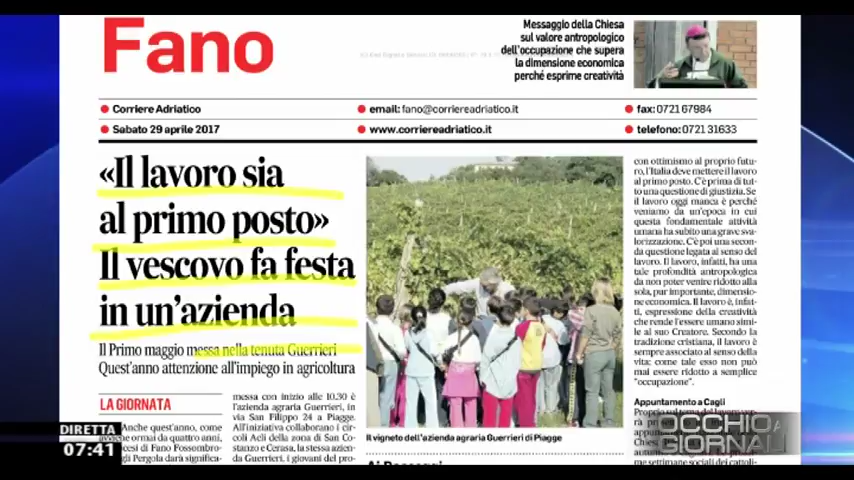 Fano
Messaggio della Chiesa
sul valore antropologico
dell'occupazione che supera
la dimensione economica
perché esprime creatività
Corriere Adriatico
email: fano@corriereadriatico.it
fax: 0721 67984
Sabato 29 aprile 2017
www.corriereadriatico.it
telefono: 0721 31633
«Il lavoro sia
al primo posto»
Il vescovo fa festa
in un'azienda
Il Primo maggio messa nella tenuta Guerrieri
Quest'anno attenzione all'impiego in agricoltura
LA GIORNATA
Anche quest'anno, come
ormai da quattro anni,
cesi di Fano Fossombro-
gli Pergola darà significa-
messa con inizio alle 10.30 è
l'azienda agraria Guerrieri, in
via San Filippo 24 a Piagge.
All'iniziativa collaborano i cir-
coli Acli della zona di San Co-
stanzo e Cerasa, la stessa azien-
da Guerrieri, i giovani del pro-
Il vigneto dell'azienda agraria Guerrieri di Piagge
Ai Passaggi
con ottimismo al proprio futu-
ro, l'Italia deve mettere il lavoro
al primo posto. C'è prima di tut-
to una questione di giustizia. Se
il lavoro oggi manca è perché
veniamo da un'epoca in cui
questa fondamentale attività
umana ha subito una grave sva-
lorizzazione. C'è poi una secon-
da questione legata al senso del
lavoro. Il lavoro, infatti, ha una
tale profondità antropologica
da non poter venire ridotto alla
sola, pur importante, dimensio-
ne economica. Il lavoro è, infat-
ti, espressione della creatività
che rende l'essere umano simi-
le al suo Creatore. Secondo la
tradizione cristiana, il lavoro è
sempre associato al senso della
vita; come tale esso non può
mai essere ridotto a semplice
"occupazione".
Appuntamento a Cagli
me settimane sociali dei cattoli-
DIRETTA
07:41
OCCHIO AI
GIORNALI